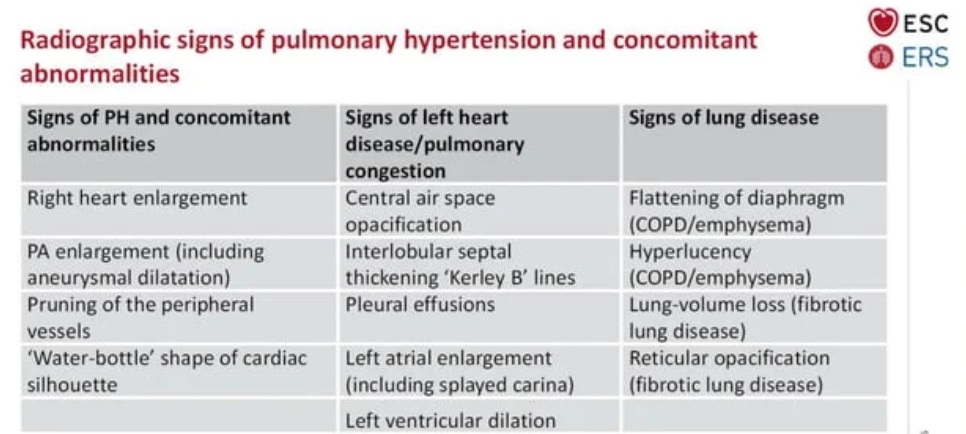 ESC
ERS
Radiographic signs of pulmonary hypertension and concomitant
abnormalities
Signs of PH and concomitant
abnormalities
Signs of left heart
disease/pulmonary
congestion
Signs of lung disease
Right heart enlargement
Central air space
opacification
Flattening of diaphragm
(COPD/emphysema)
PA enlargement (including
aneurysmal dilatation)
Interlobular septal
thickening ‘Kerley B’ lines
Hyperlucency
(COPD/emphysema)
Pruning of the peripheral
vessels
Pleural effusions
Lung-volume loss (fibrotic
lung disease)
‘Water-bottle’ shape of cardiac
silhouette
Left atrial enlargement
(including splayed carina)
Reticular opacification
(fibrotic lung disease)
Left ventricular dilation